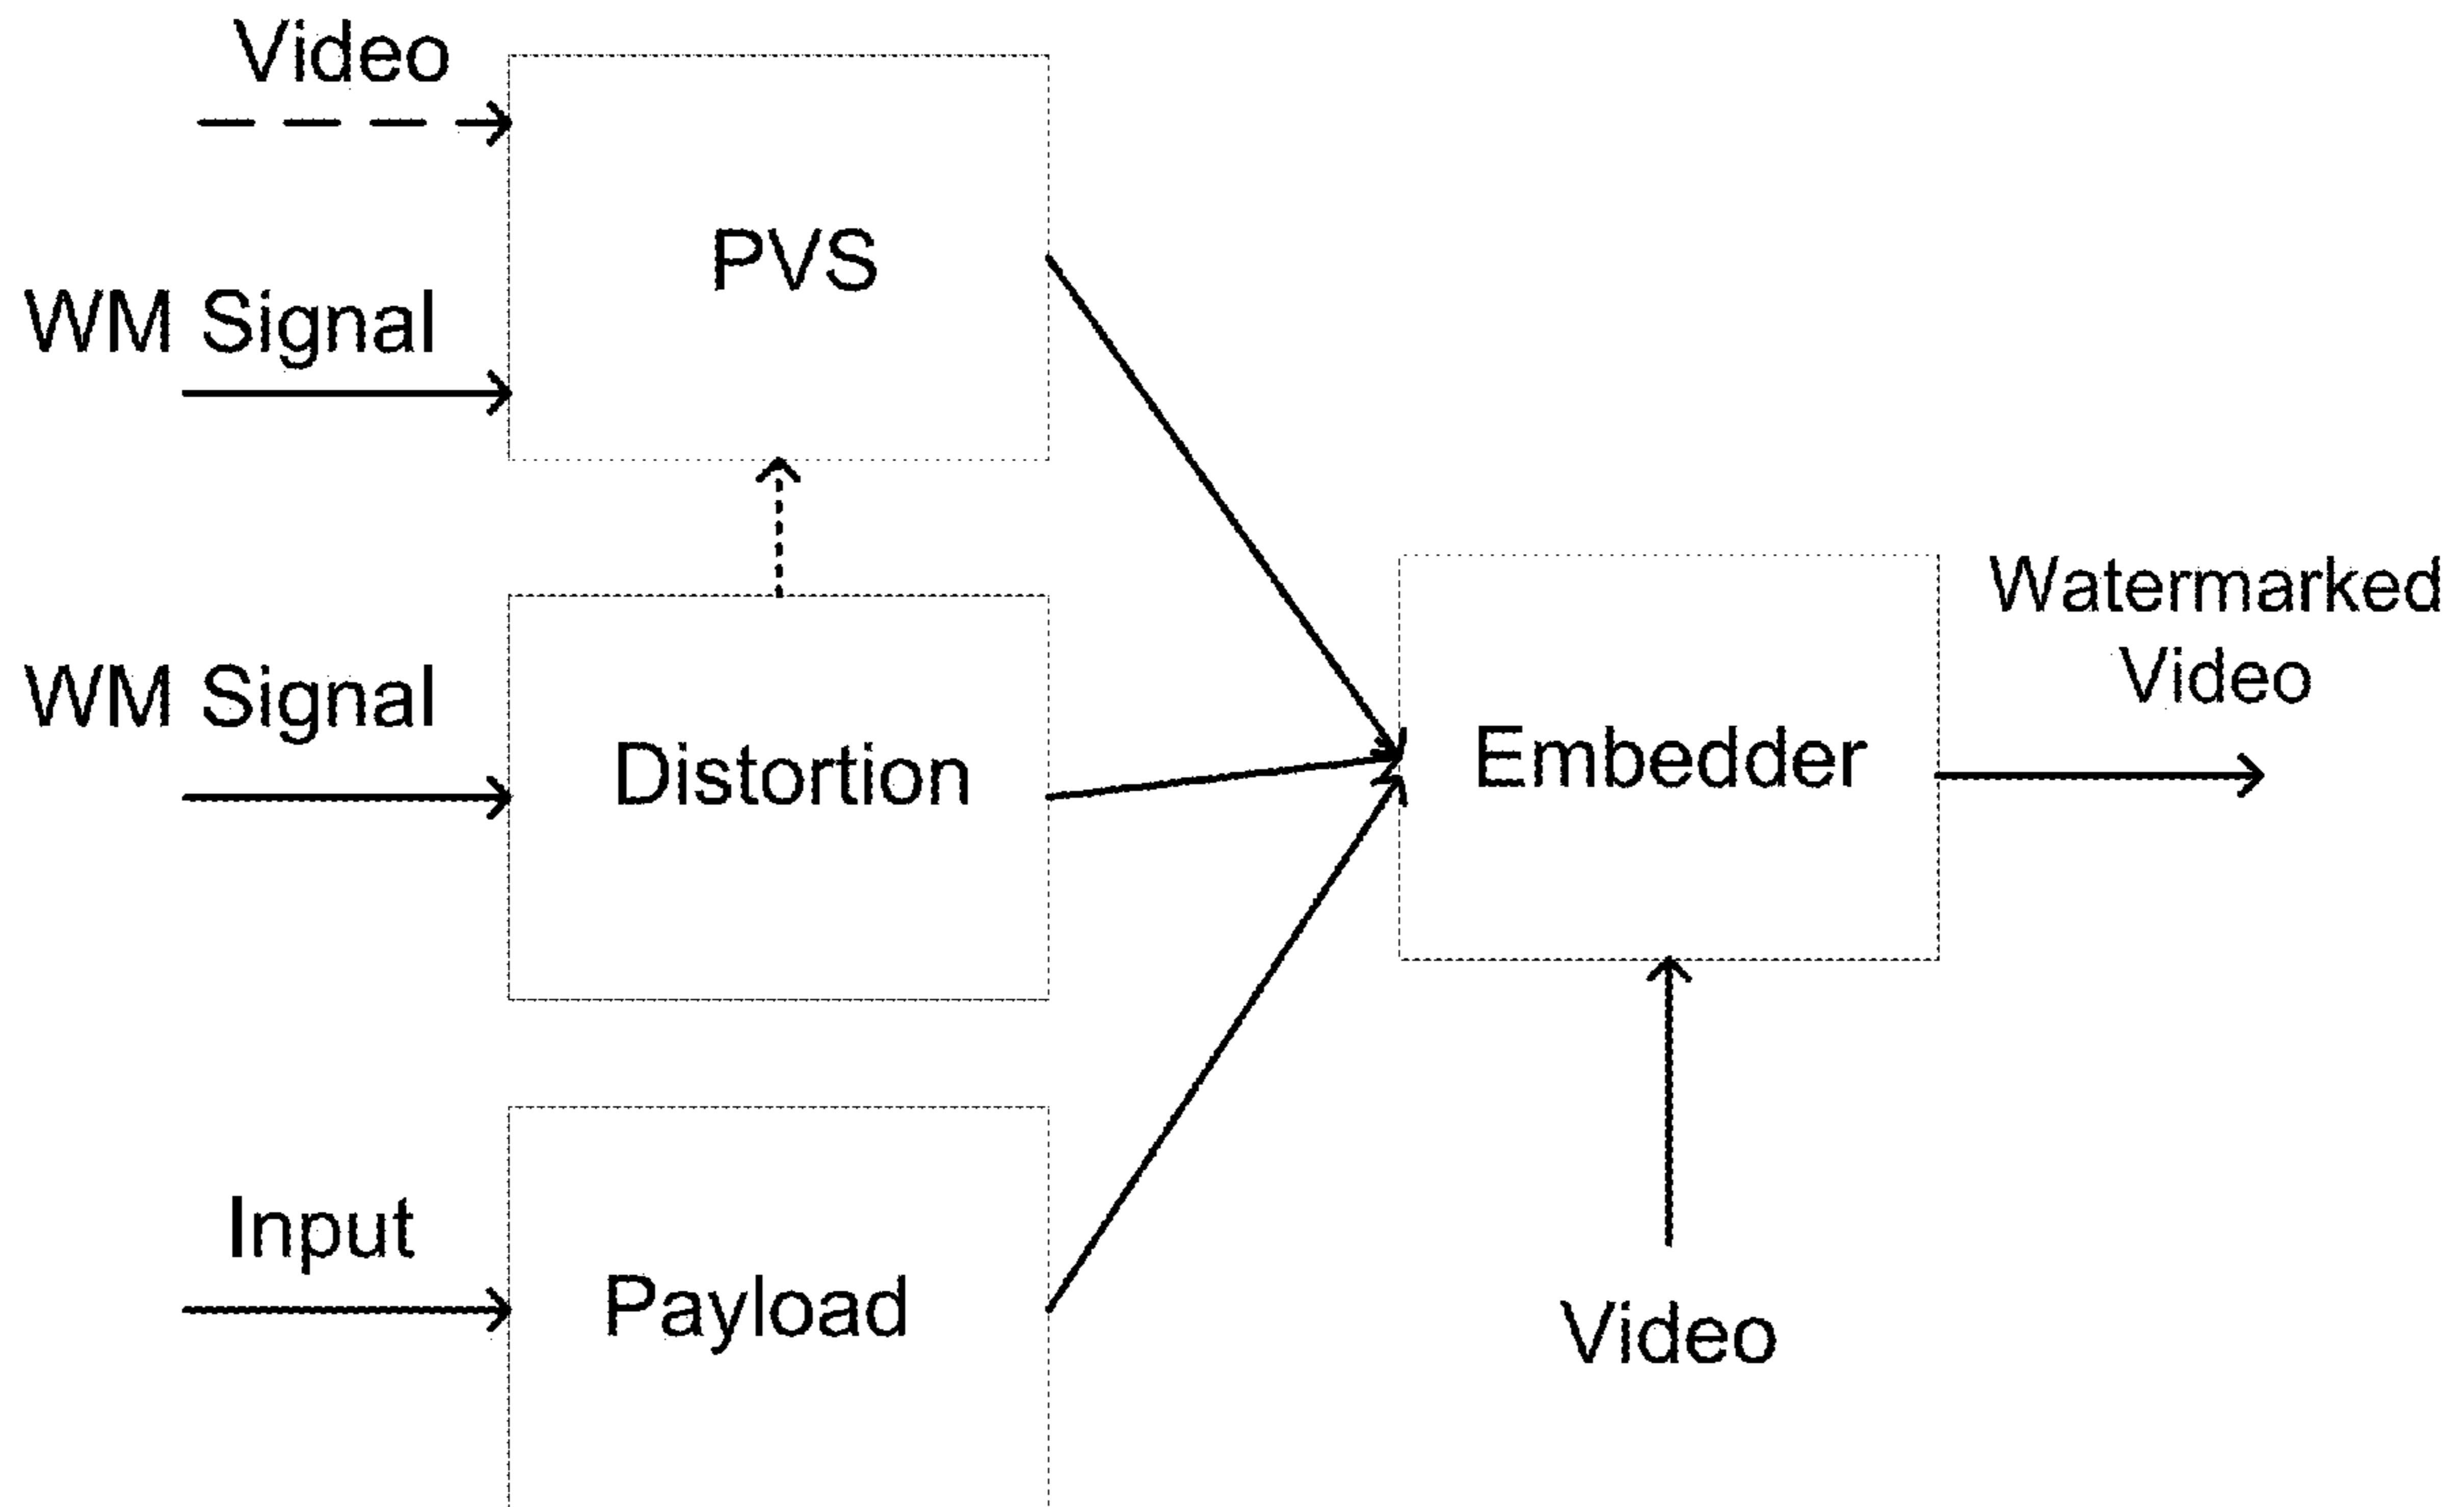 Video
PVS
WM Signal
WM Signal
Distortion
Embedder
Watermarked
Video
Input
Payload
Video